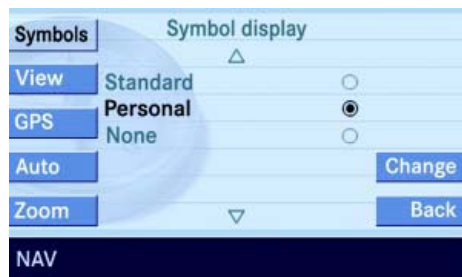 Symbols
Symbol display
View
Standard
Personal
GPS
None
Auto
Change
Zoom
Back
NAV